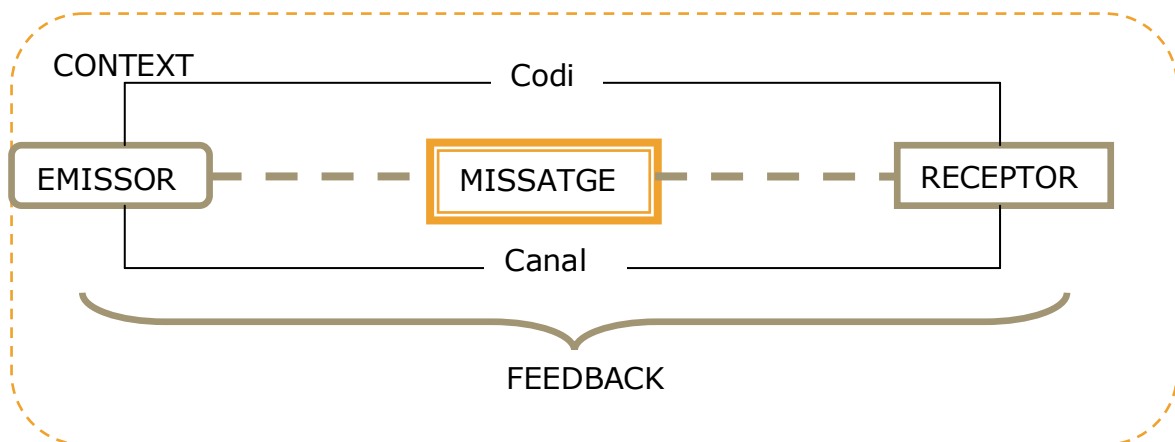 CONTEXT
Codi
EMISSOR
MISSATGE
RECEPTOR
Canal
FEEDBACK